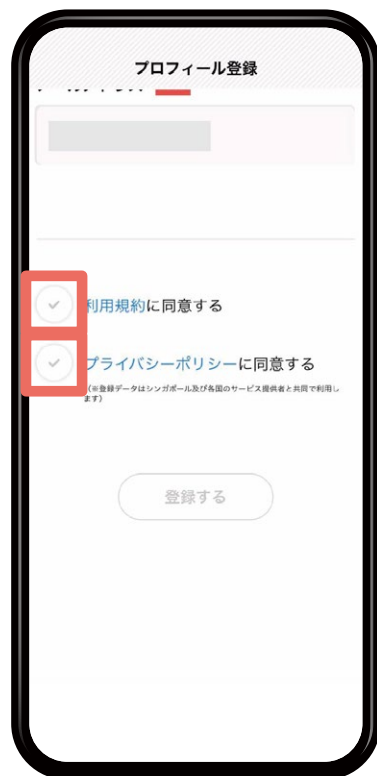 プロフィール登録
利用規約に同意する
プライバシーポリシーに同意する
(※登録データはシンガポール及び各国のサービス提供者と共同で利用し
ます)
登録する